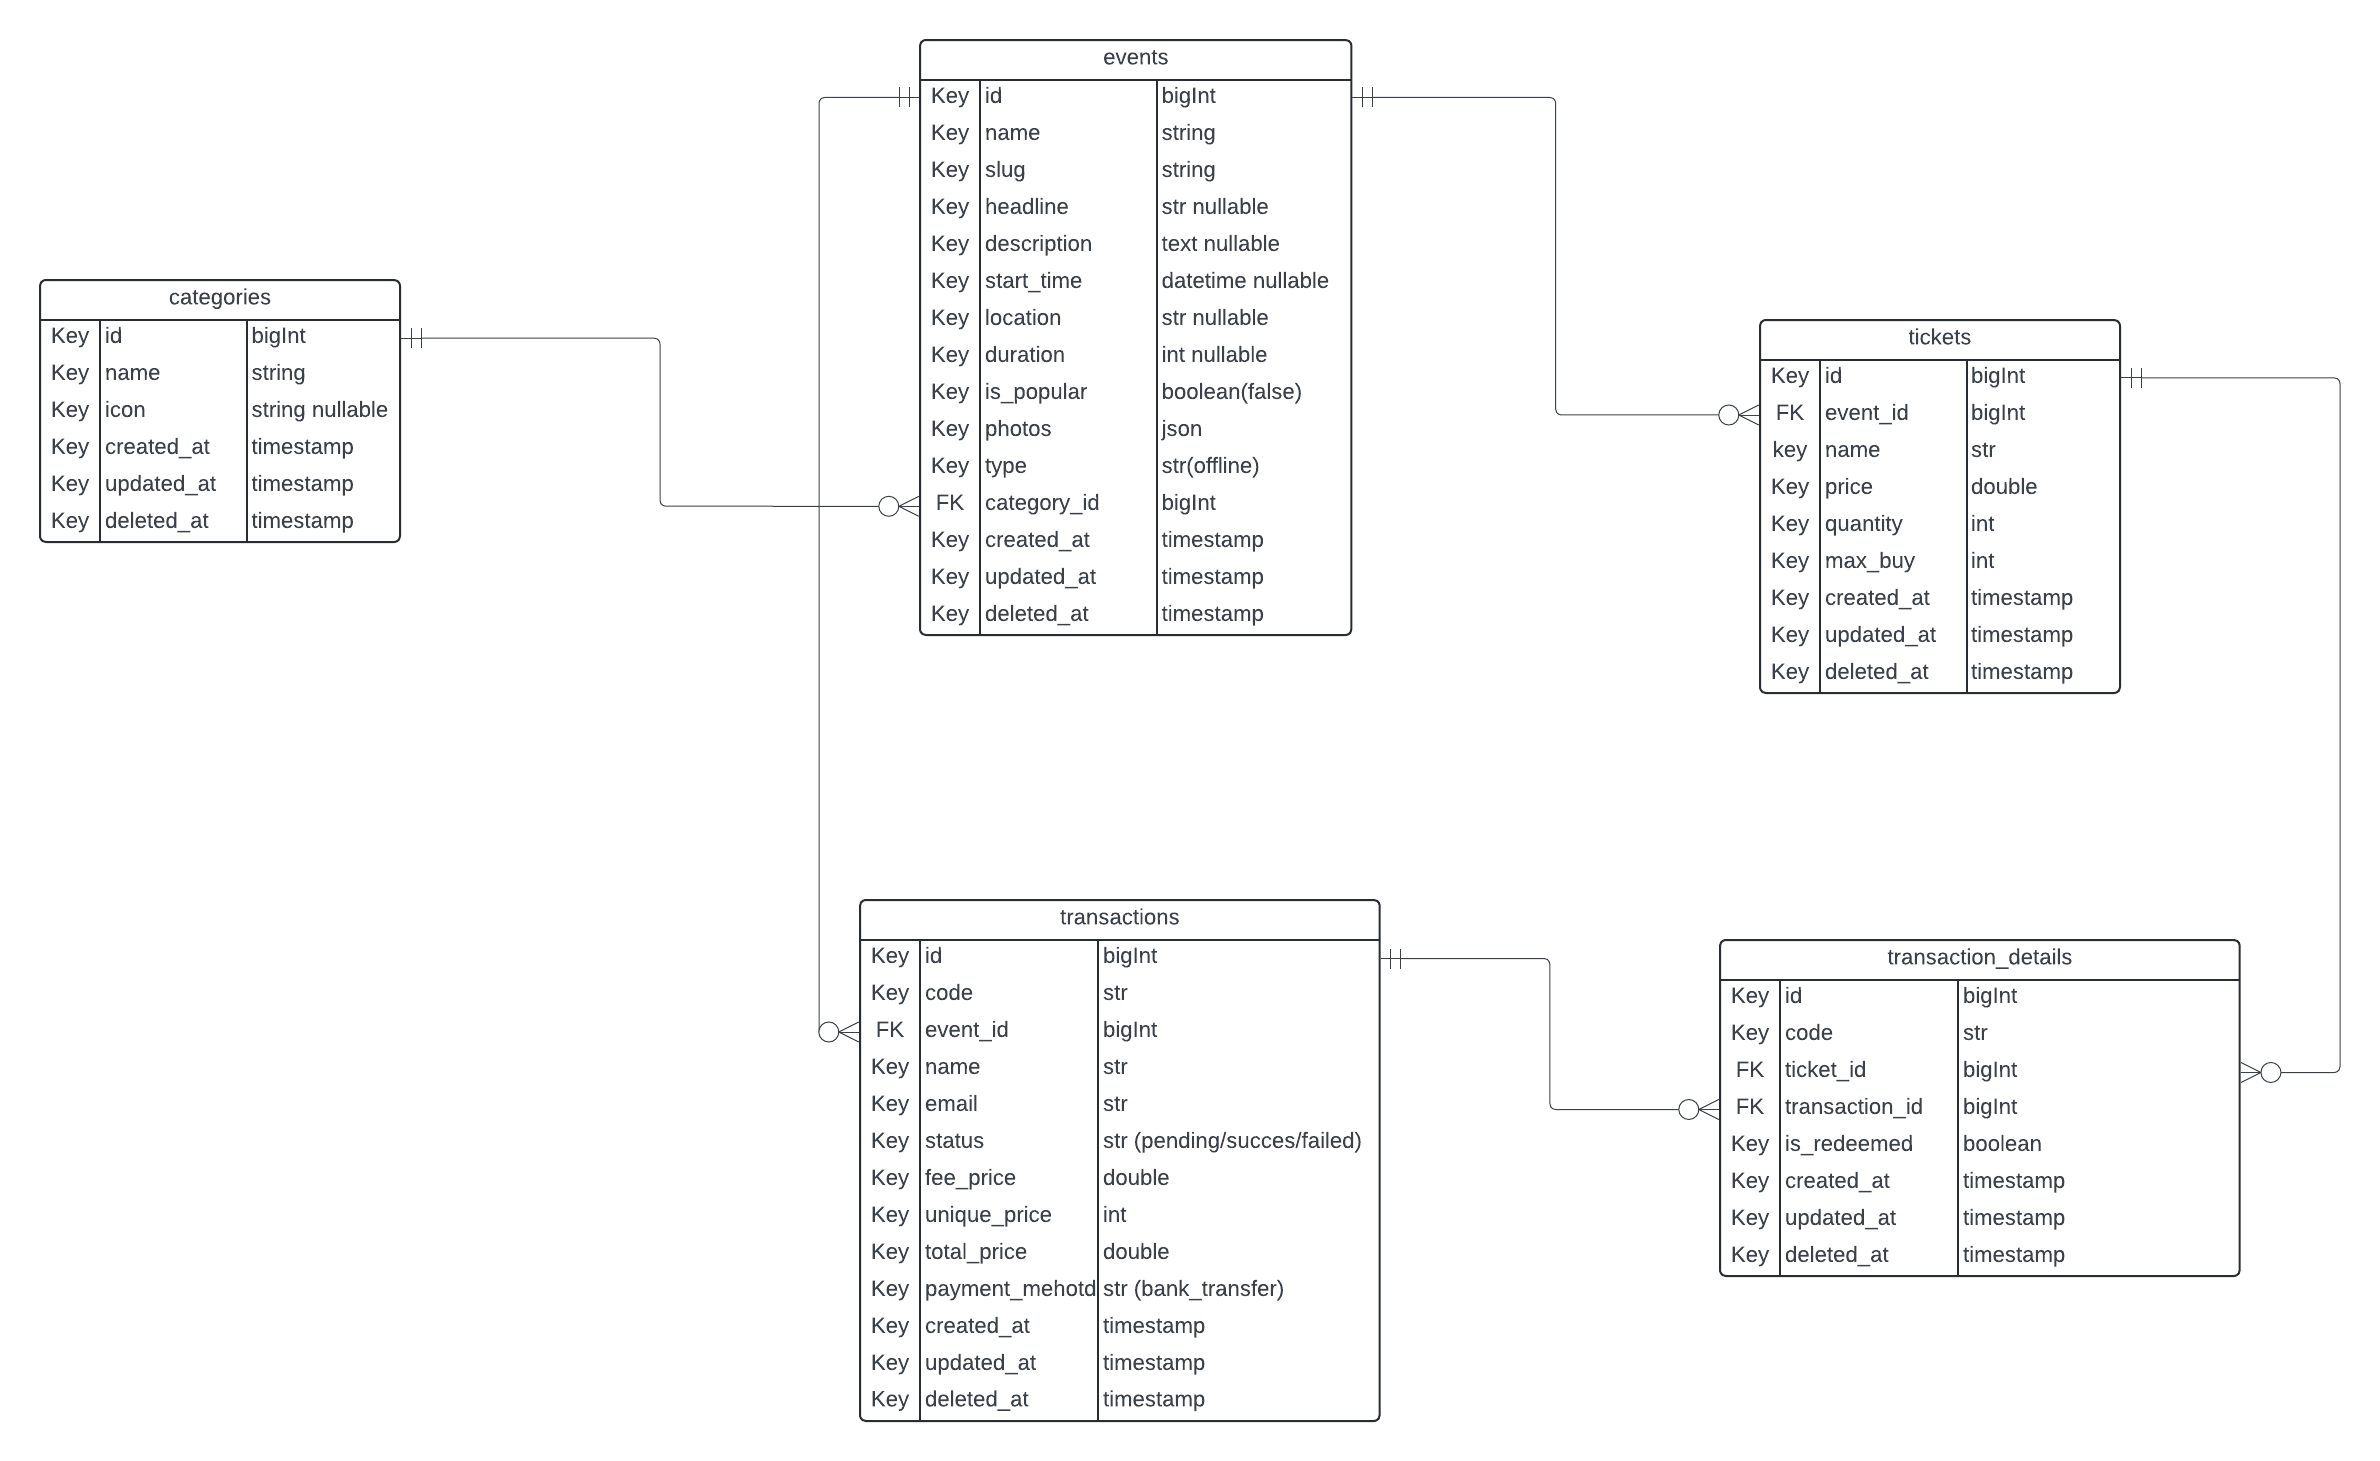 events
Key id bigInt
Key name string
Key slug string
Key headline str nullable
Key description text nullable
Key start_time datetime nullable
Key location str nullable
Key duration int nullable
Key is_popular boolean(false)
Key photos json
Key type str(offline)
FK category_id bigInt
Key created_at timestamp
Key updated_at timestamp
Key deleted_at timestamp
categories
Key id bigInt
Key name string
Key icon string nullable
Key created_at timestamp
Key updated_at timestamp
Key deleted_at timestamp
tickets
Key id bigInt
FK event_id bigInt
key name str
Key price double
Key quantity int
Key max_buy int
Key created_at timestamp
Key updated_at timestamp
Key deleted_at timestamp
transactions
Key id bigInt
Key code str
FK event_id bigInt
Key name str
Key email str
Key status str (pending/succes/failed)
Key fee_price double
Key unique_price int
Key total_price double
Key payment_mehotd str (bank_transfer)
Key created_at timestamp
Key updated_at timestamp
Key deleted_at timestamp
transaction_details
Key id bigInt
Key code str
FK ticket_id bigInt
FK transaction_id bigInt
Key is_redeemed boolean
Key created_at timestamp
Key updated_at timestamp
Key deleted_at timestamp